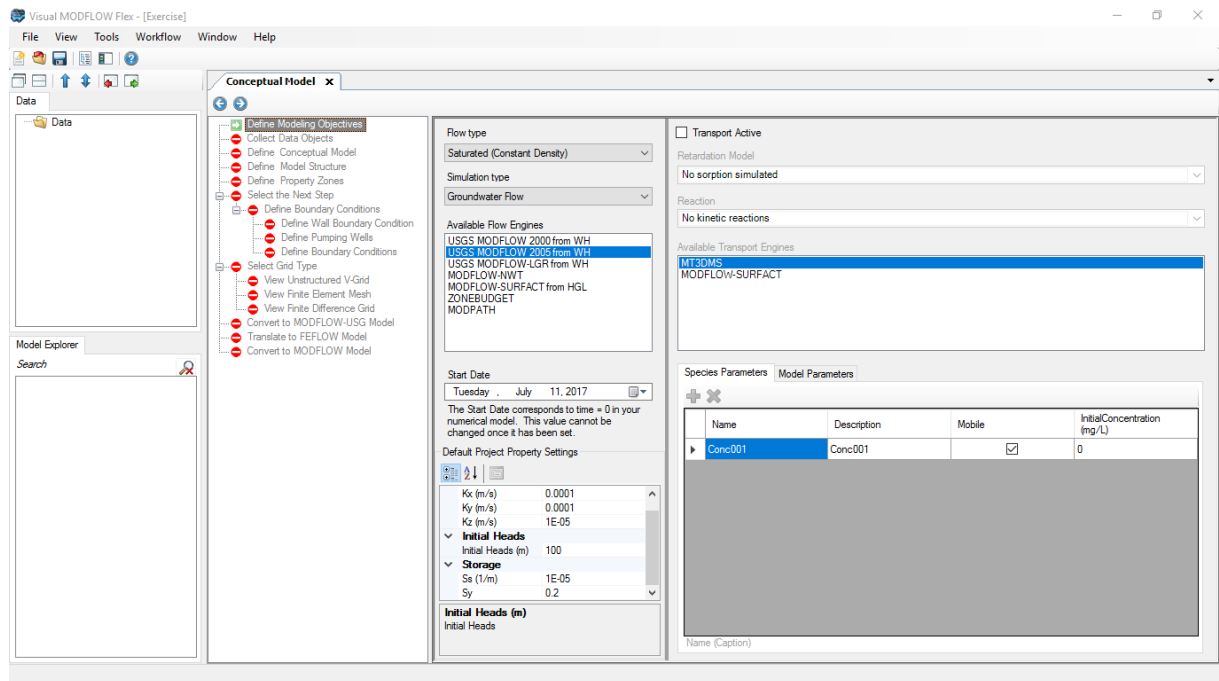 Visual MODFLOW Flex - [Exercise]
File View Tools Workflow Window Help
Data
Data
Model Explorer
Search
Conceptual Model x
Define Modeling Objectives
Collect Data Objects
Define Conceptual Model
Define Model Structure
Define Property Zones
Select the Next Step
Define Boundary Conditions
Define Wall Boundary Condition
Define Pumping Wells
Define Boundary Conditions
Select Grid Type
View Unstructured V-Grid
View Finite Element Mesh
View Finite Difference Grid
Convert to MODFLOW-USG Model
Translate to FEFLOW Model
Convert to MODFLOW Model
Flow type
Saturated (Constant Density)
Simulation type
Groundwater Flow
Available Flow Engines
USGS MODFLOW 2000 from WH
USGS MODFLOW 2005 from WH
USGS MODFLOW-LGR from WH
MODFLOW-NWT
MODFLOW-SURFACT from HGL
ZONEBUDGET
MODPATH
Start Date
Tuesday , July 11, 2017
The Start Date corresponds to time = 0 in your
numerical model. This value cannot be
changed once it has been set.
Default Project Property Settings
Kx (m/s) 0.0001
Ky (m/s) 0.0001
Kz (m/s) 1E-05
Initial Heads
Initial Heads (m) 100
Storage
Ss (1/m) 1E-05
Sy 0.2
Initial Heads (m)
Initial Heads
Transport Active
Retardation Model
No sorption simulated
Reaction
No kinetic reactions
Available Transport Engines
MT3DMS
MODFLOW-SURFACT
Species Parameters Model Parameters
Name Description Mobile InitialConcentration
(mg/L)
Conc001 Conc001 0
Name (Caption)